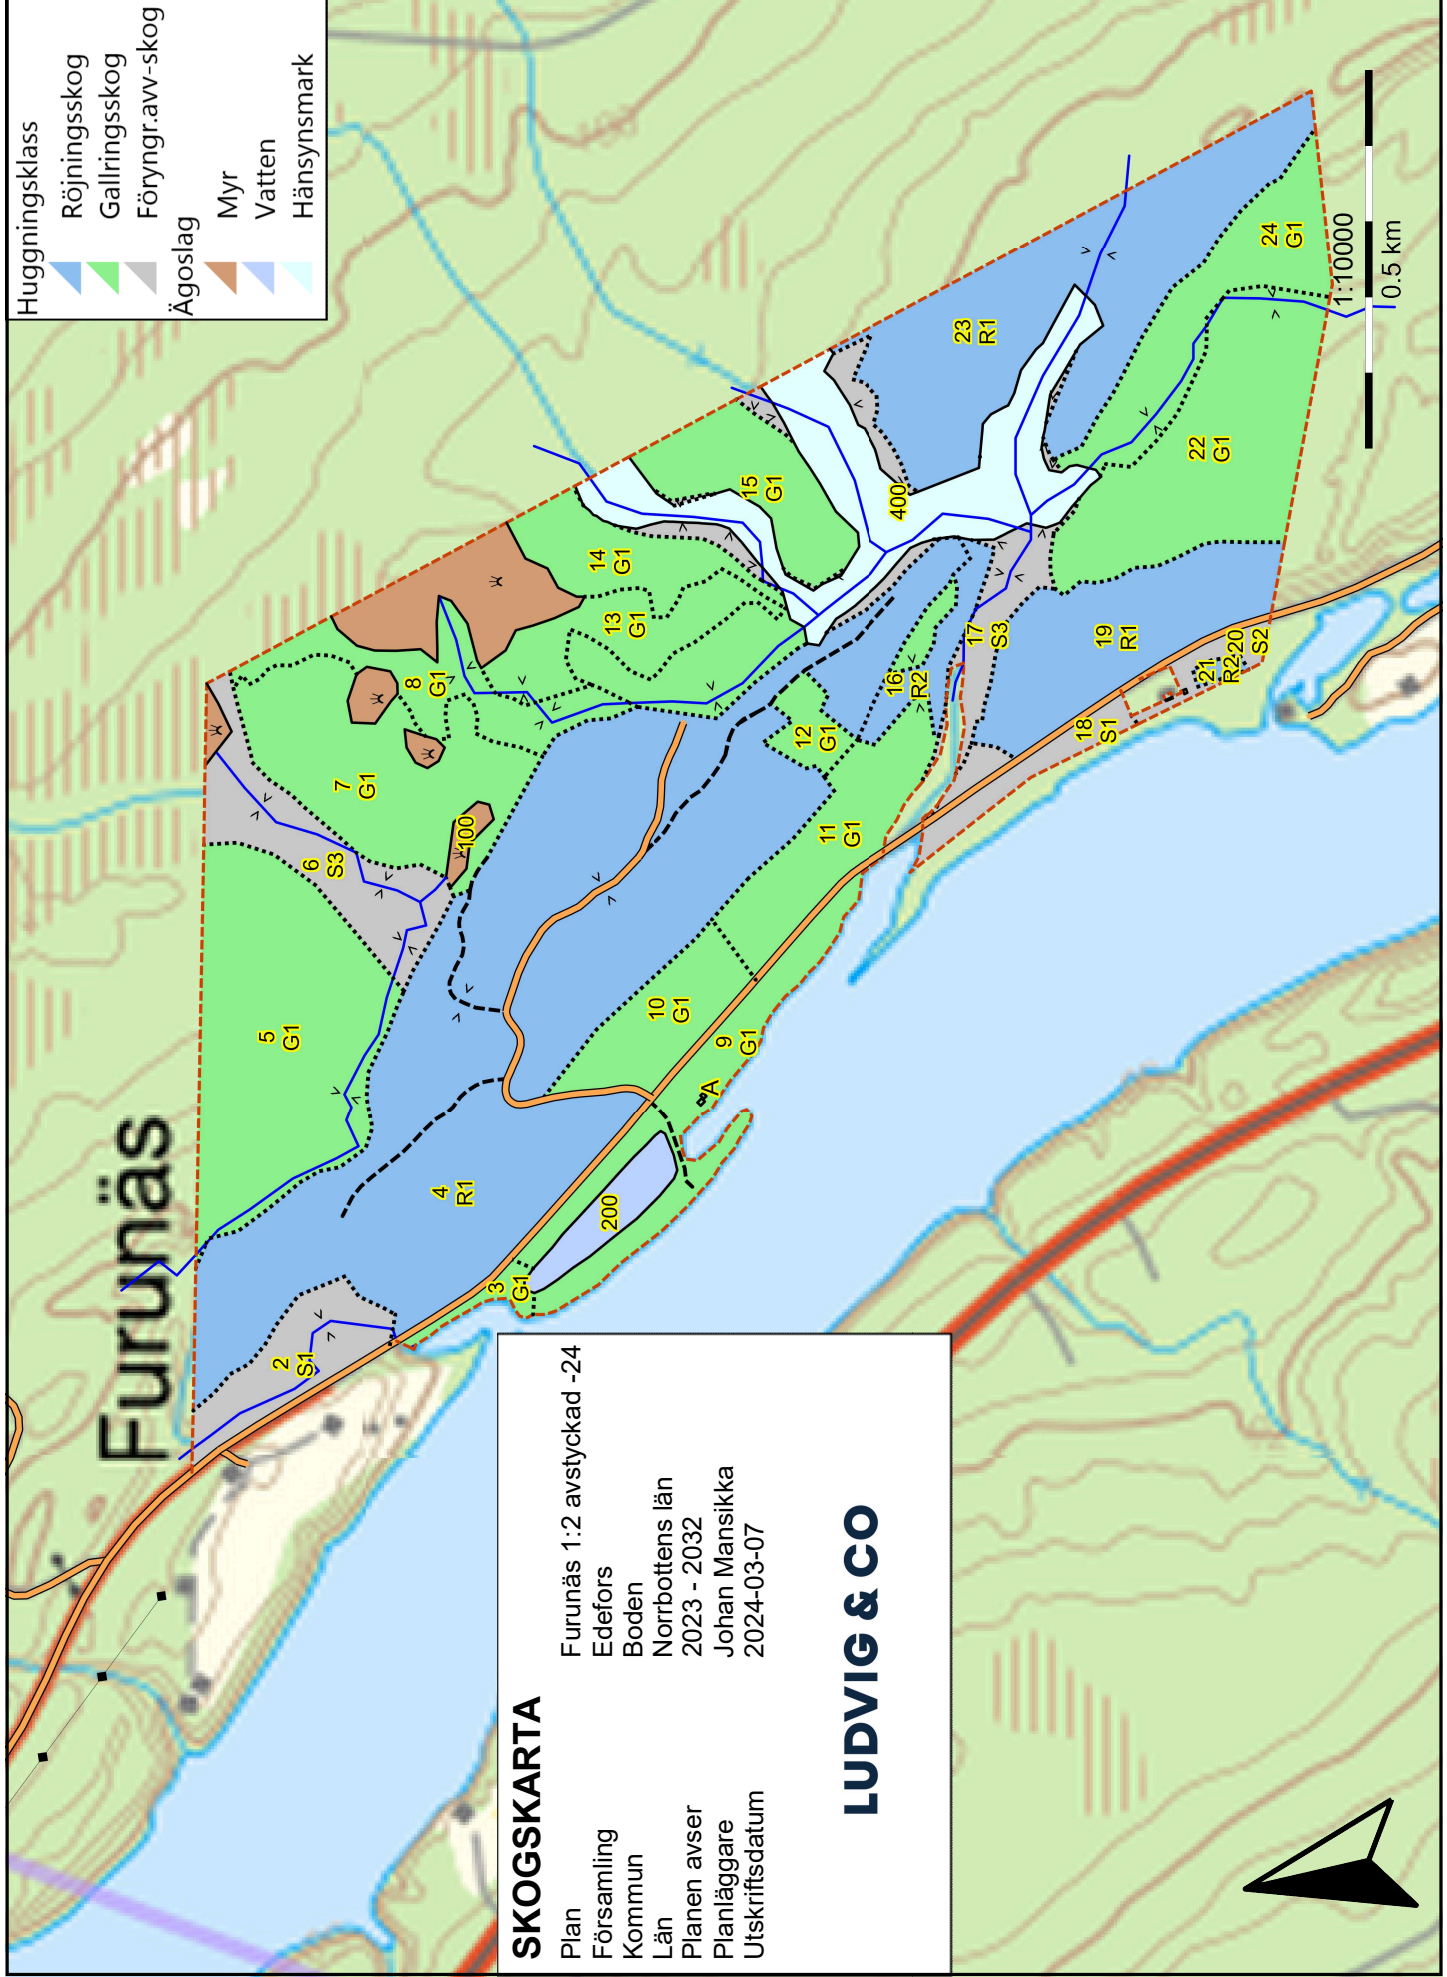 Huggningsklass
Röjningsskog
Gallringsskog
Föryngr.avv-skog
Ägoslag
Myr
Vatten
Hänsynsmark
Furunäs
2
S1
3
G1
4
R1
5
G1
6
S3
7
G1
8
G1
9
G1
10
G1
11
G1
12
G1
13
G1
14
G1
15
G1
16
R2
17
S3
18
S1
19
R1
20
S2
21
R2
22
G1
23
R1
24
G1
100
200
400
A
1:10000
0.5 km
SKOGSKARTA
Plan Furunäs 1:2 avstyckad -24
Församling Edefors
Kommun Boden
Län Norrbottens län
Planen avser 2023 - 2032
Planläggare Johan Mansikka
Utskriftsdatum 2024-03-07
LUDVIG & CO